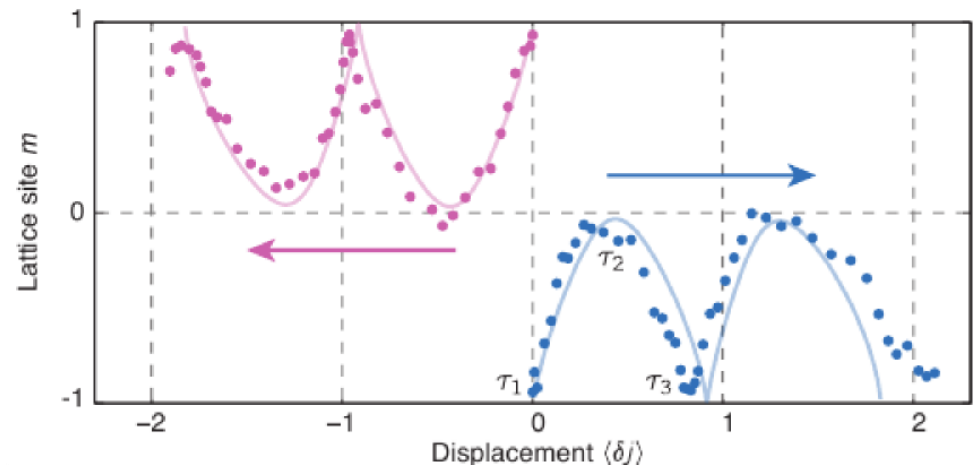 1
0
-1
Lattice site m
τ1
τ2
τ3
−2
−1
0
1
2
Displacement ⟨δj⟩